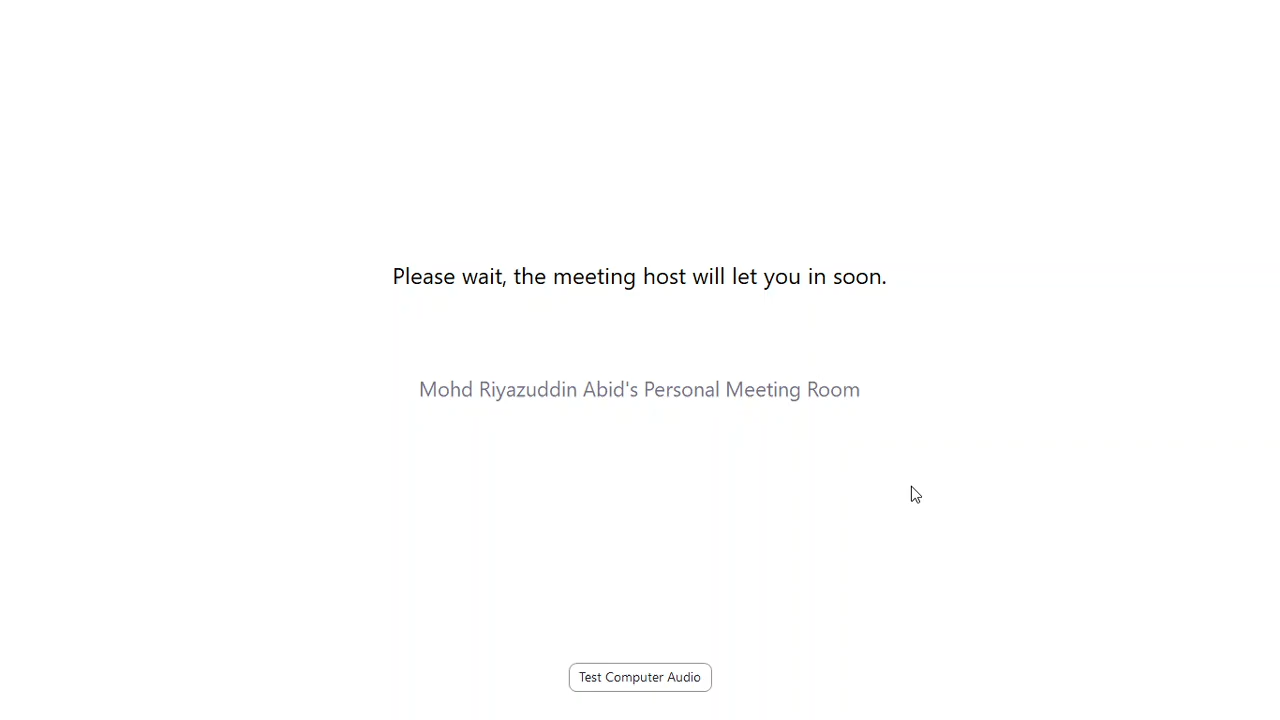 Please wait, the meeting host will let you in soon.
Mohd Riyazuddin Abid's Personal Meeting Room
Test Computer Audio